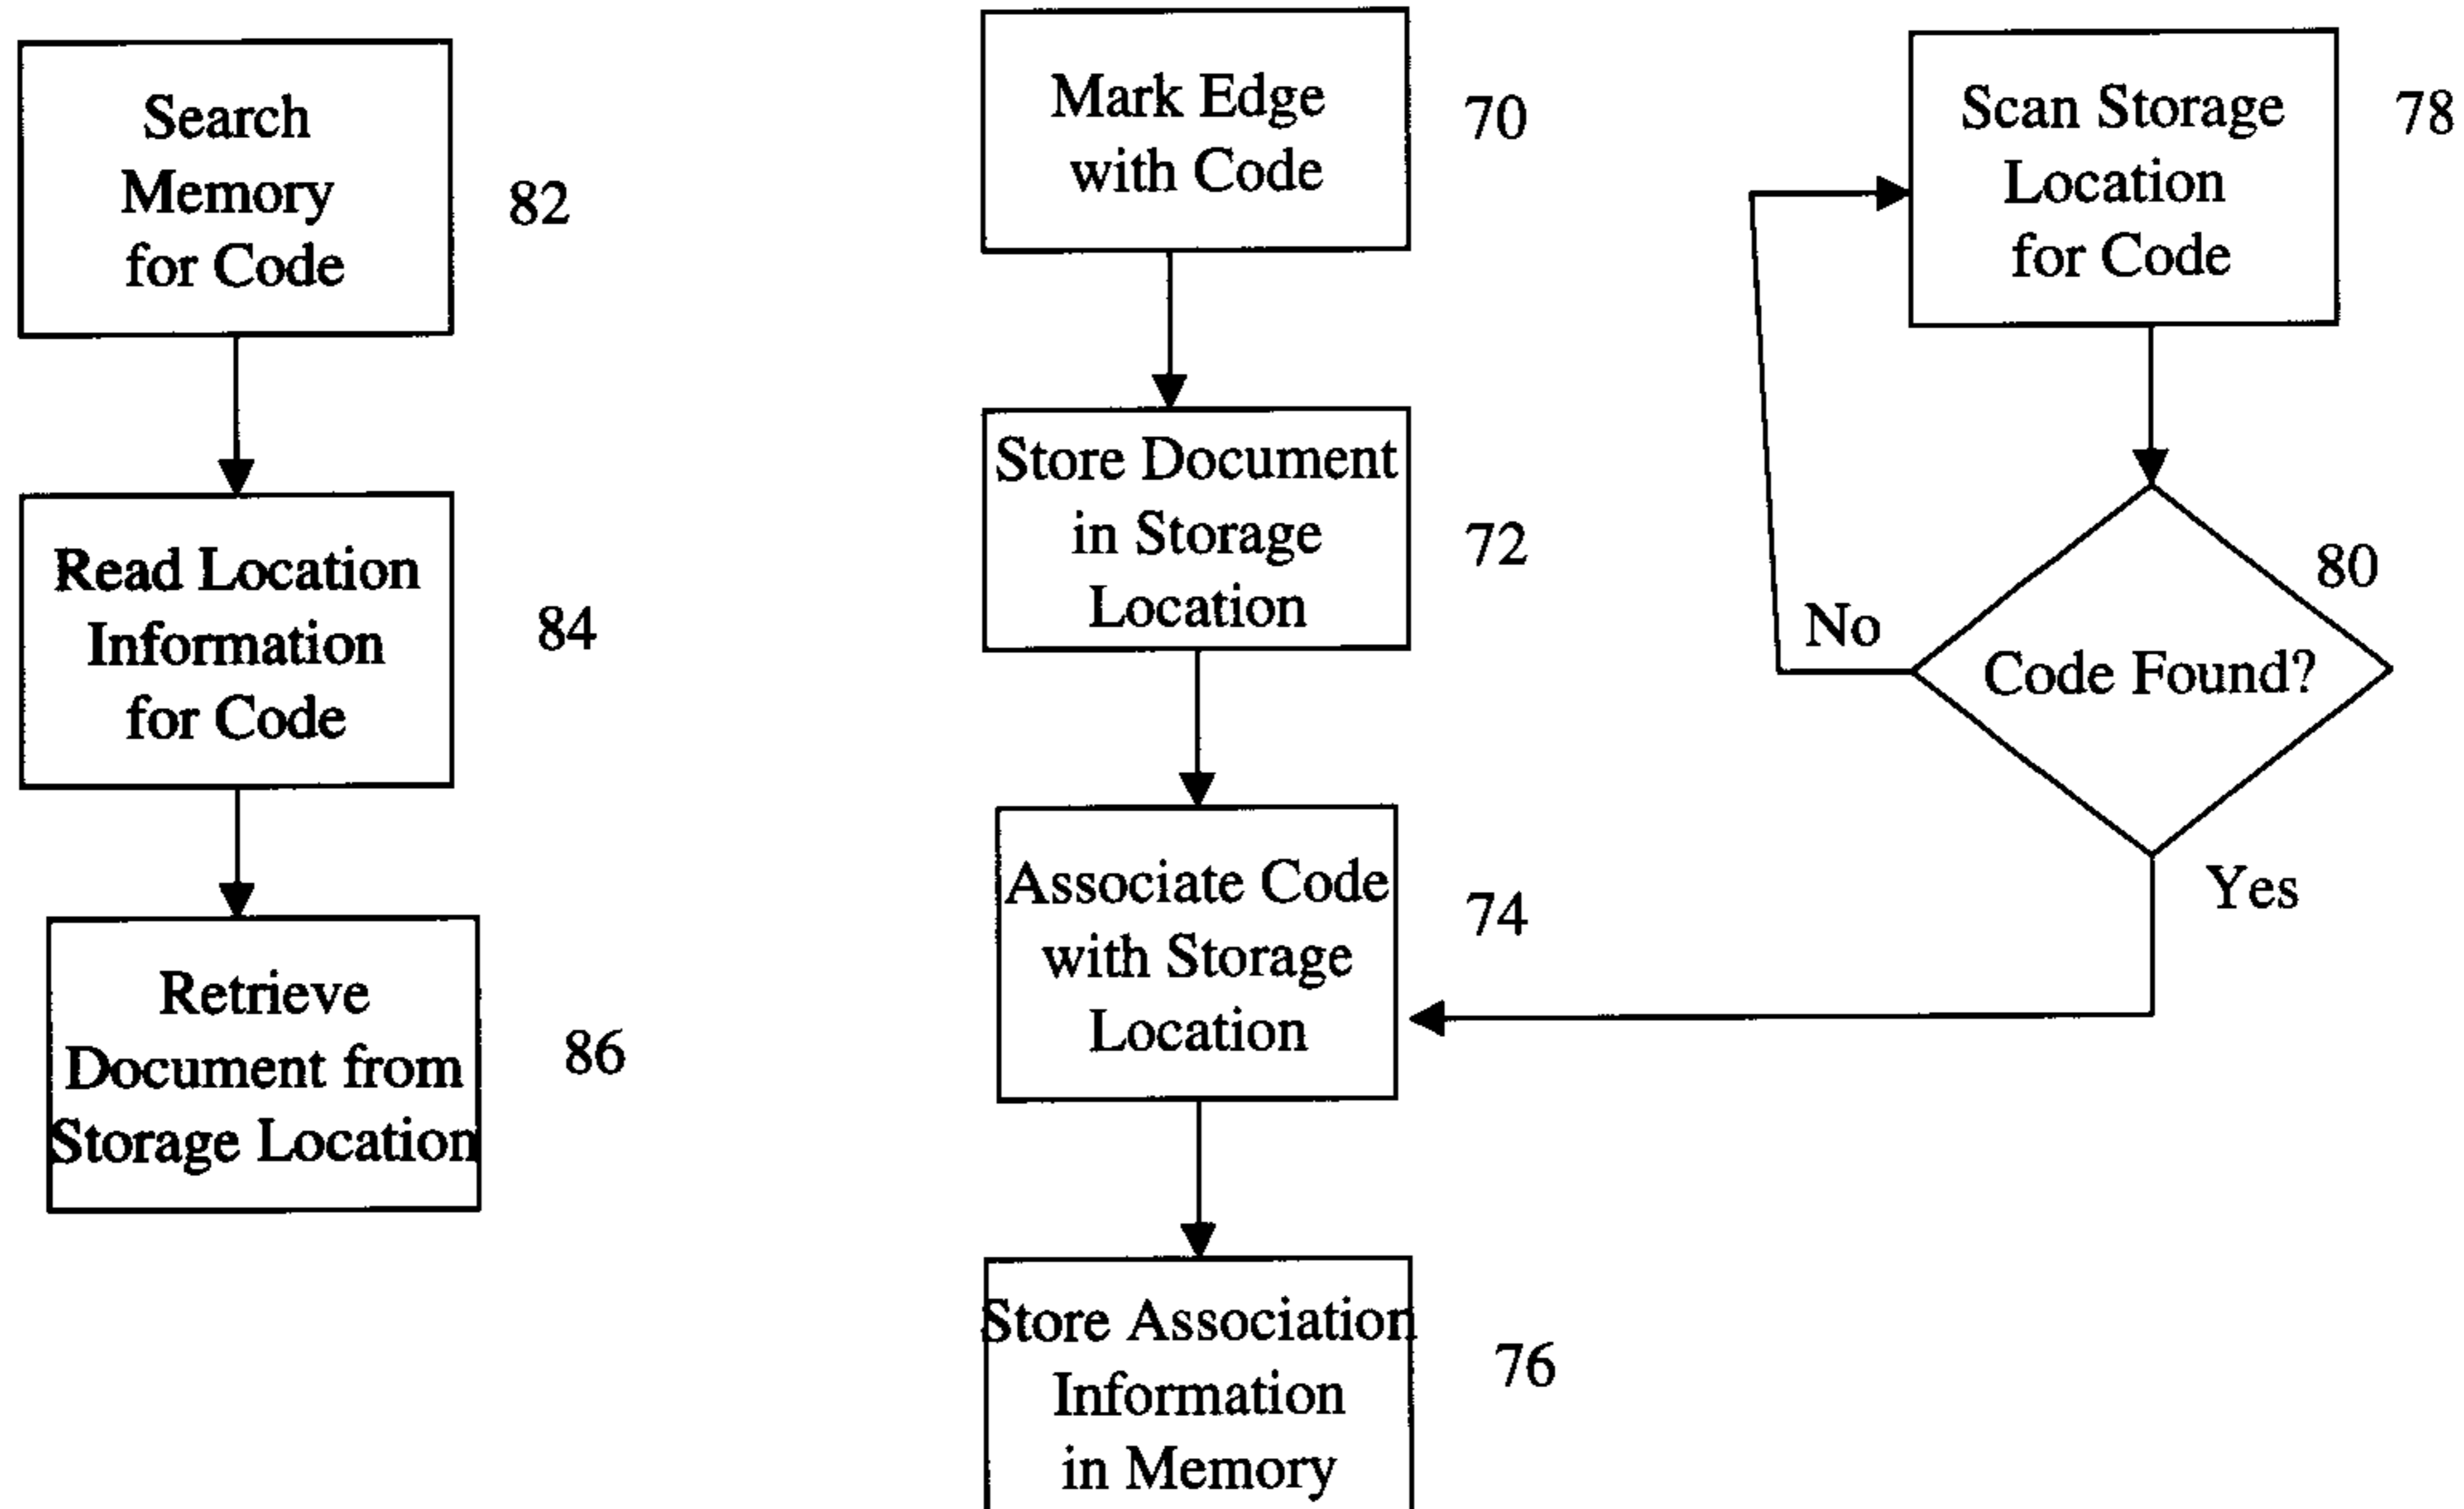 Search
Memory
for Code
82
Read Location
Information
for Code
84
Retrieve
Document from
Storage Location
86
Mark Edge
with Code
70
Store Document
in Storage
Location
72
Associate Code
with Storage
Location
74
Store Association
Information
in Memory
76
Scan Storage
Location
for Code
78
80
Code Found?
No
Yes